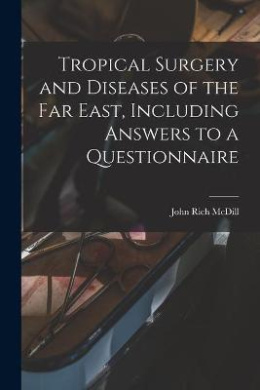 Tropical Surgery
and Diseases of the
Far East, Including
Answers to a
Questionnaire
John Rich McDill